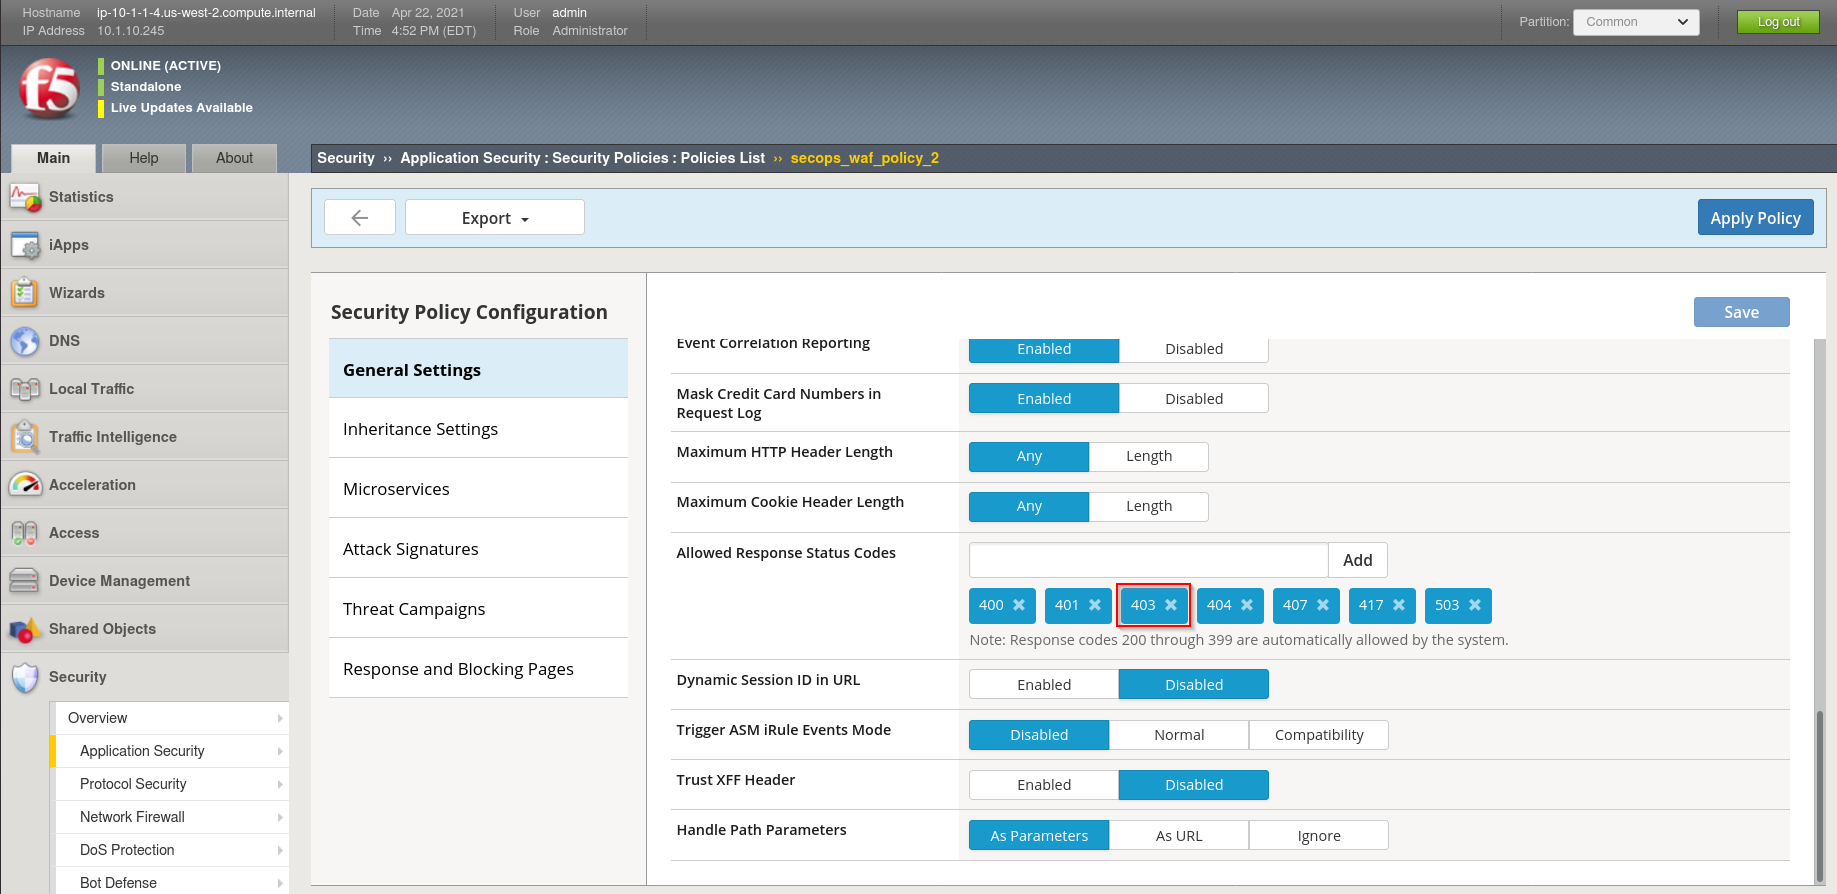 Hostname ip-10-1-1-4.us-west-2.compute.internal Date Apr 22, 2021 User admin
IP Address 10.1.10.245 Time 4:52 PM (EDT) Role Administrator
Partition: Common Log out
f5
ONLINE (ACTIVE)
Standalone
Live Updates Available
Main Help About
Security ›› Application Security : Security Policies : Policies List ›› secops_waf_policy_2
Statistics
iApps
Wizards
DNS
Local Traffic
Traffic Intelligence
Acceleration
Access
Device Management
Shared Objects
Security
Overview
Application Security
Protocol Security
Network Firewall
DoS Protection
Bot Defense
Export Apply Policy
Security Policy Configuration
General Settings
Inheritance Settings
Microservices
Attack Signatures
Threat Campaigns
Response and Blocking Pages
Save
Event Correlation Reporting Enabled Disabled
Mask Credit Card Numbers in Enabled Disabled
Request Log
Maximum HTTP Header Length Any Length
Maximum Cookie Header Length Any Length
Allowed Response Status Codes Add
400 401 403 404 407 417 503
Note: Response codes 200 through 399 are automatically allowed by the system.
Dynamic Session ID in URL Enabled Disabled
Trigger ASM iRule Events Mode Disabled Normal Compatibility
Trust XFF Header Enabled Disabled
Handle Path Parameters As Parameters As URL Ignore